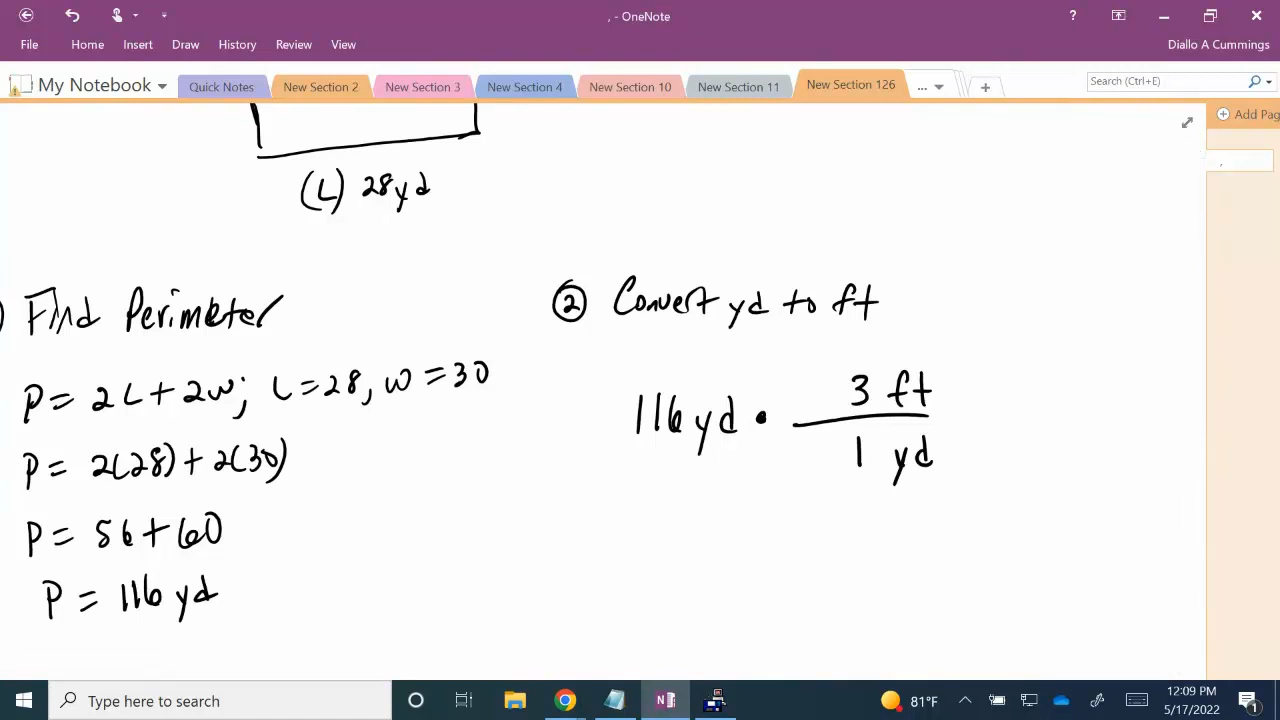 , - OneNote
?
File Home Insert Draw History Review View
Diallo A Cummings
My Notebook
Quick Notes
New Section 2
New Section 3
New Section 4
New Section 10
New Section 11
New Section 126
...
Search (Ctrl+E)
Add Pag
,
(L) 28yd
) Find Perimeter
P = 2L + 2W; L = 28, W = 30
P = 2(28) + 2(30)
P = 56 + 60
P = 116 yd
② Convert yd to ft
116 yd • 3 ft
1 yd
Type here to search
N
81°F
12:09 PM
5/17/2022
1